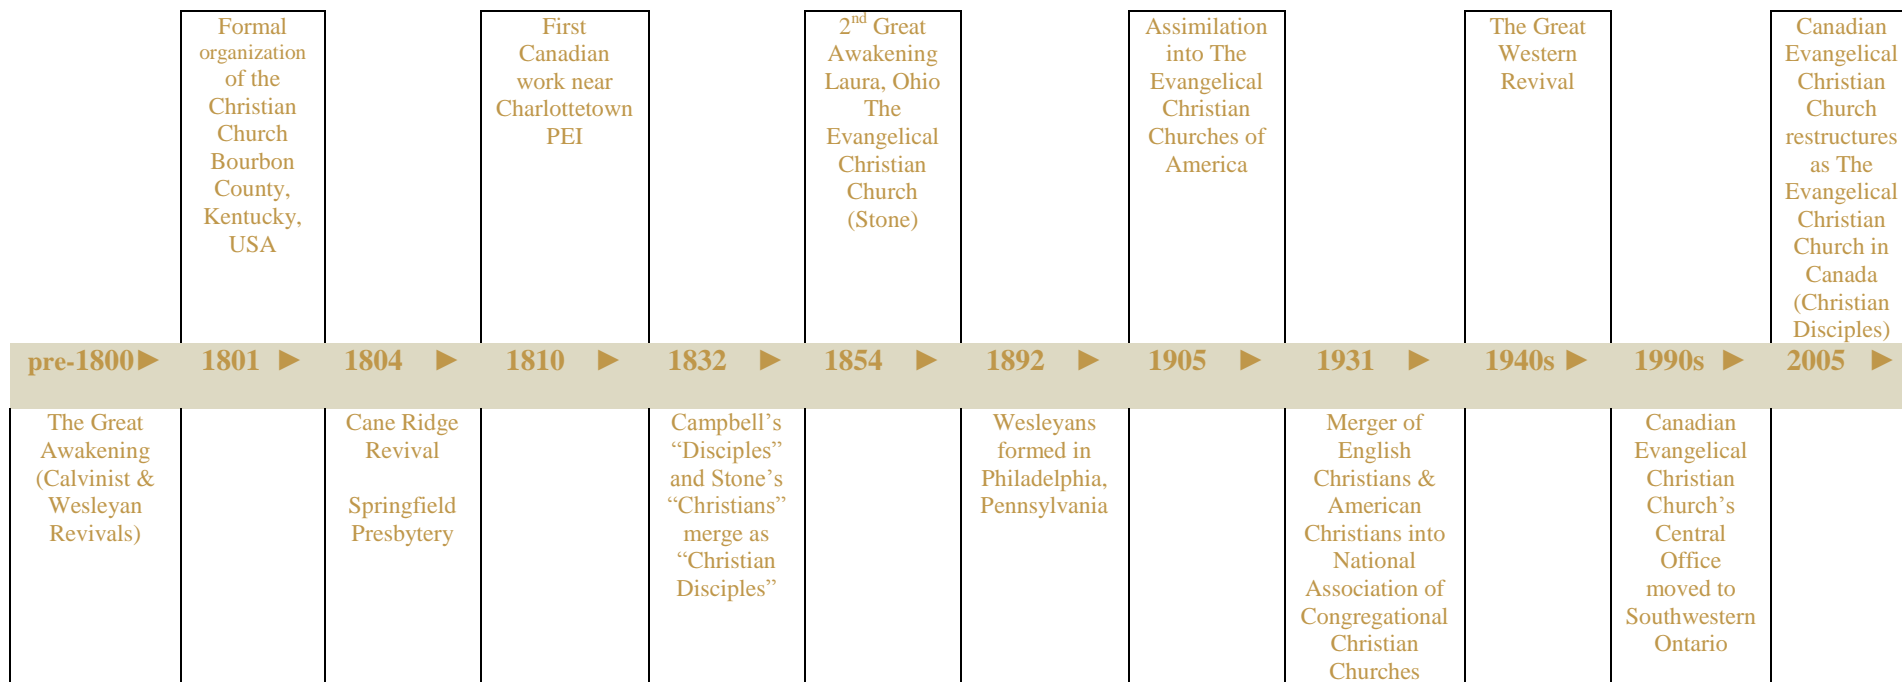 Formal
organization
of the
Christian
Church
Bourbon
County,
Kentucky,
USA
First
Canadian
work near
Charlottetown
PEI
2nd Great
Awakening
Laura, Ohio
The
Evangelical
Christian
Church
(Stone)
Assimilation
into The
Evangelical
Christian
Churches of
America
The Great
Western
Revival
Canadian
Evangelical
Christian
Church
restructures
as The
Evangelical
Christian
Church in
Canada
(Christian
Disciples)
pre-1800► 1801 ► 1804 ► 1810 ► 1832 ► 1854 ► 1892 ► 1905 ► 1931 ► 1940s ► 1990s ► 2005 ►
The Great
Awakening
(Calvinist &
Wesleyan
Revivals)
Cane Ridge
Revival
Springfield
Presbytery
Campbell’s
“Disciples”
and Stone’s
“Christians”
merge as
“Christian
Disciples”
Wesleyans
formed in
Philadelphia,
Pennsylvania
Merger of
English
Christians &
American
Christians into
National
Association of
Congregational
Christian
Churches
Canadian
Evangelical
Christian
Church’s
Central
Office
moved to
Southwestern
Ontario